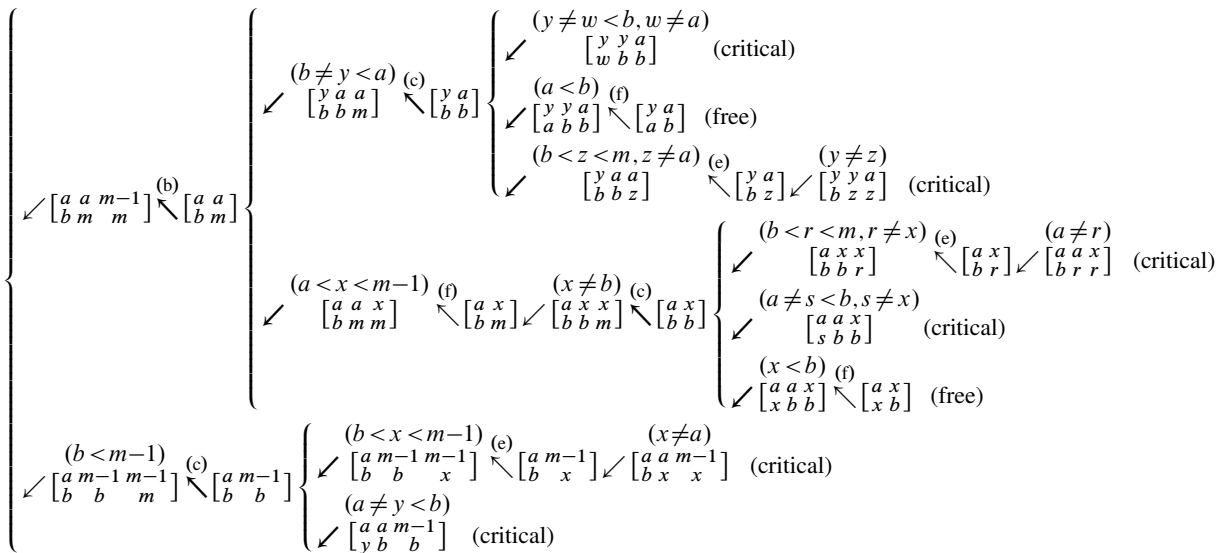 (y ≠ w < b, w ≠ a)
↙ [y y a / w b b] (critical)
(b ≠ y < a)
↙ [y a a / b b m] (c) ↖ [y a / b b]
(a < b)
↙ [y y a / a b b] (f) ↖ [y a / a b] (free)
(b < z < m, z ≠ a) (y ≠ z)
↙ [y a a / b b z] (e) ↖ [y a / b z] ↙ [y y a / b z z] (critical)
↙ [a a m−1 / b m m] (b) ↖ [a a / b m]
(b < r < m, r ≠ x) (a ≠ r)
↙ [a x x / b b r] (e) ↖ [a x / b r] ↙ [a a x / b r r] (critical)
(a < x < m−1) (x ≠ b)
↙ [a a x / b m m] (f) ↖ [a x / b m] ↙ [a x x / b b m] (c) ↖ [a x / b b]
(a ≠ s < b, s ≠ x)
↙ [a a x / s b b] (critical)
(x < b)
↙ [a a x / x b b] (f) ↖ [a x / x b] (free)
(b < m−1)
↙ [a m−1 m−1 / b b m] (c) ↖ [a m−1 / b b]
(b < x < m−1) (x ≠ a)
↙ [a m−1 m−1 / b b x] (e) ↖ [a m−1 / b x] ↙ [a a m−1 / b x x] (critical)
(a ≠ y < b)
↙ [a a m−1 / y b b] (critical)